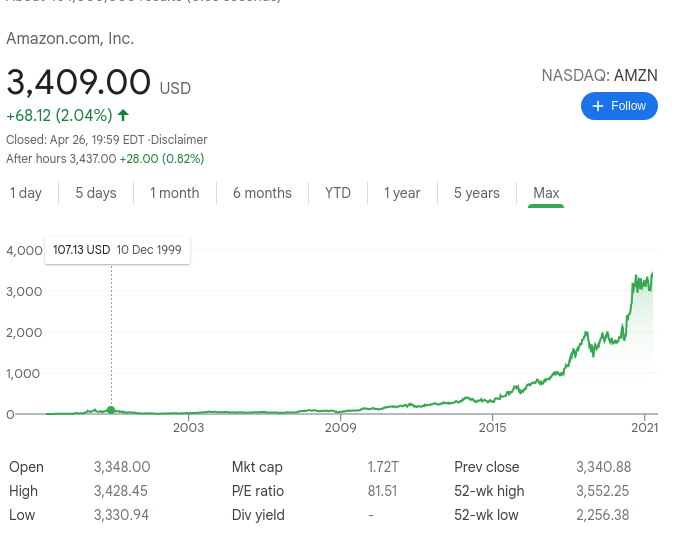 Amazon.com, Inc.
3,409.00 USD
NASDAQ: AMZN
+68.12 (2.04%)
Follow
Closed: Apr 26, 19:59 EDT ·Disclaimer
After hours 3,437.00 +28.00 (0.82%)
1 day 5 days 1 month 6 months YTD 1 year 5 years Max
107.13 USD 10 Dec 1999
4,000
3,000
2,000
1,000
0
2003 2009 2015 2021
Open 3,348.00 Mkt cap 1.72T Prev close 3,340.88
High 3,428.45 P/E ratio 81.51 52-wk high 3,552.25
Low 3,330.94 Div yield - 52-wk low 2,256.38